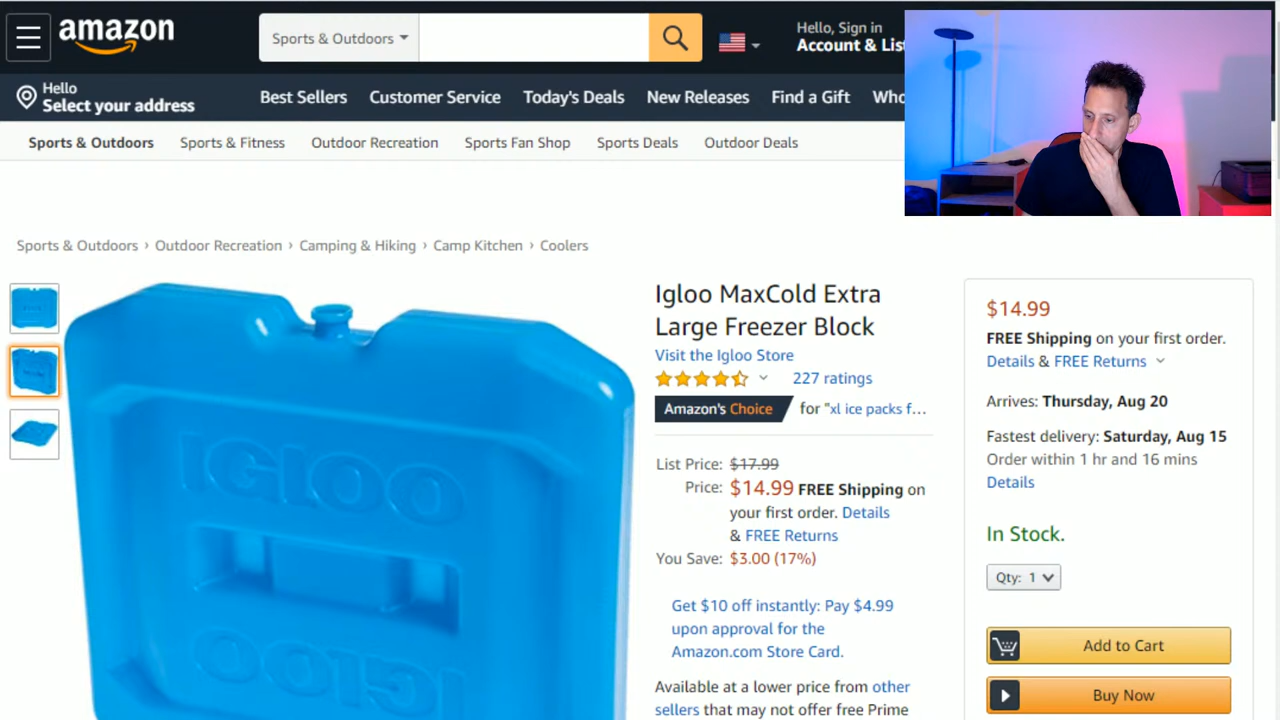 amazon
Sports & Outdoors
Hello, Sign in
Account & Lis
Hello
Select your address
Best Sellers
Customer Service
Today's Deals
New Releases
Find a Gift
Who
Sports & Outdoors
Sports & Fitness
Outdoor Recreation
Sports Fan Shop
Sports Deals
Outdoor Deals
Sports & Outdoors › Outdoor Recreation › Camping & Hiking › Camp Kitchen › Coolers
IGLOO
IGLOO
Igloo MaxCold Extra
Large Freezer Block
Visit the Igloo Store
227 ratings
Amazon's Choice for "xl ice packs f…
List Price: $17.99
Price: $14.99 FREE Shipping on
your first order. Details
& FREE Returns
You Save: $3.00 (17%)
Get $10 off instantly: Pay $4.99
upon approval for the
Amazon.com Store Card.
Available at a lower price from other
sellers that may not offer free Prime
$14.99
FREE Shipping on your first order.
Details & FREE Returns
Arrives: Thursday, Aug 20
Fastest delivery: Saturday, Aug 15
Order within 1 hr and 16 mins
Details
In Stock.
Qty: 1
Add to Cart
Buy Now